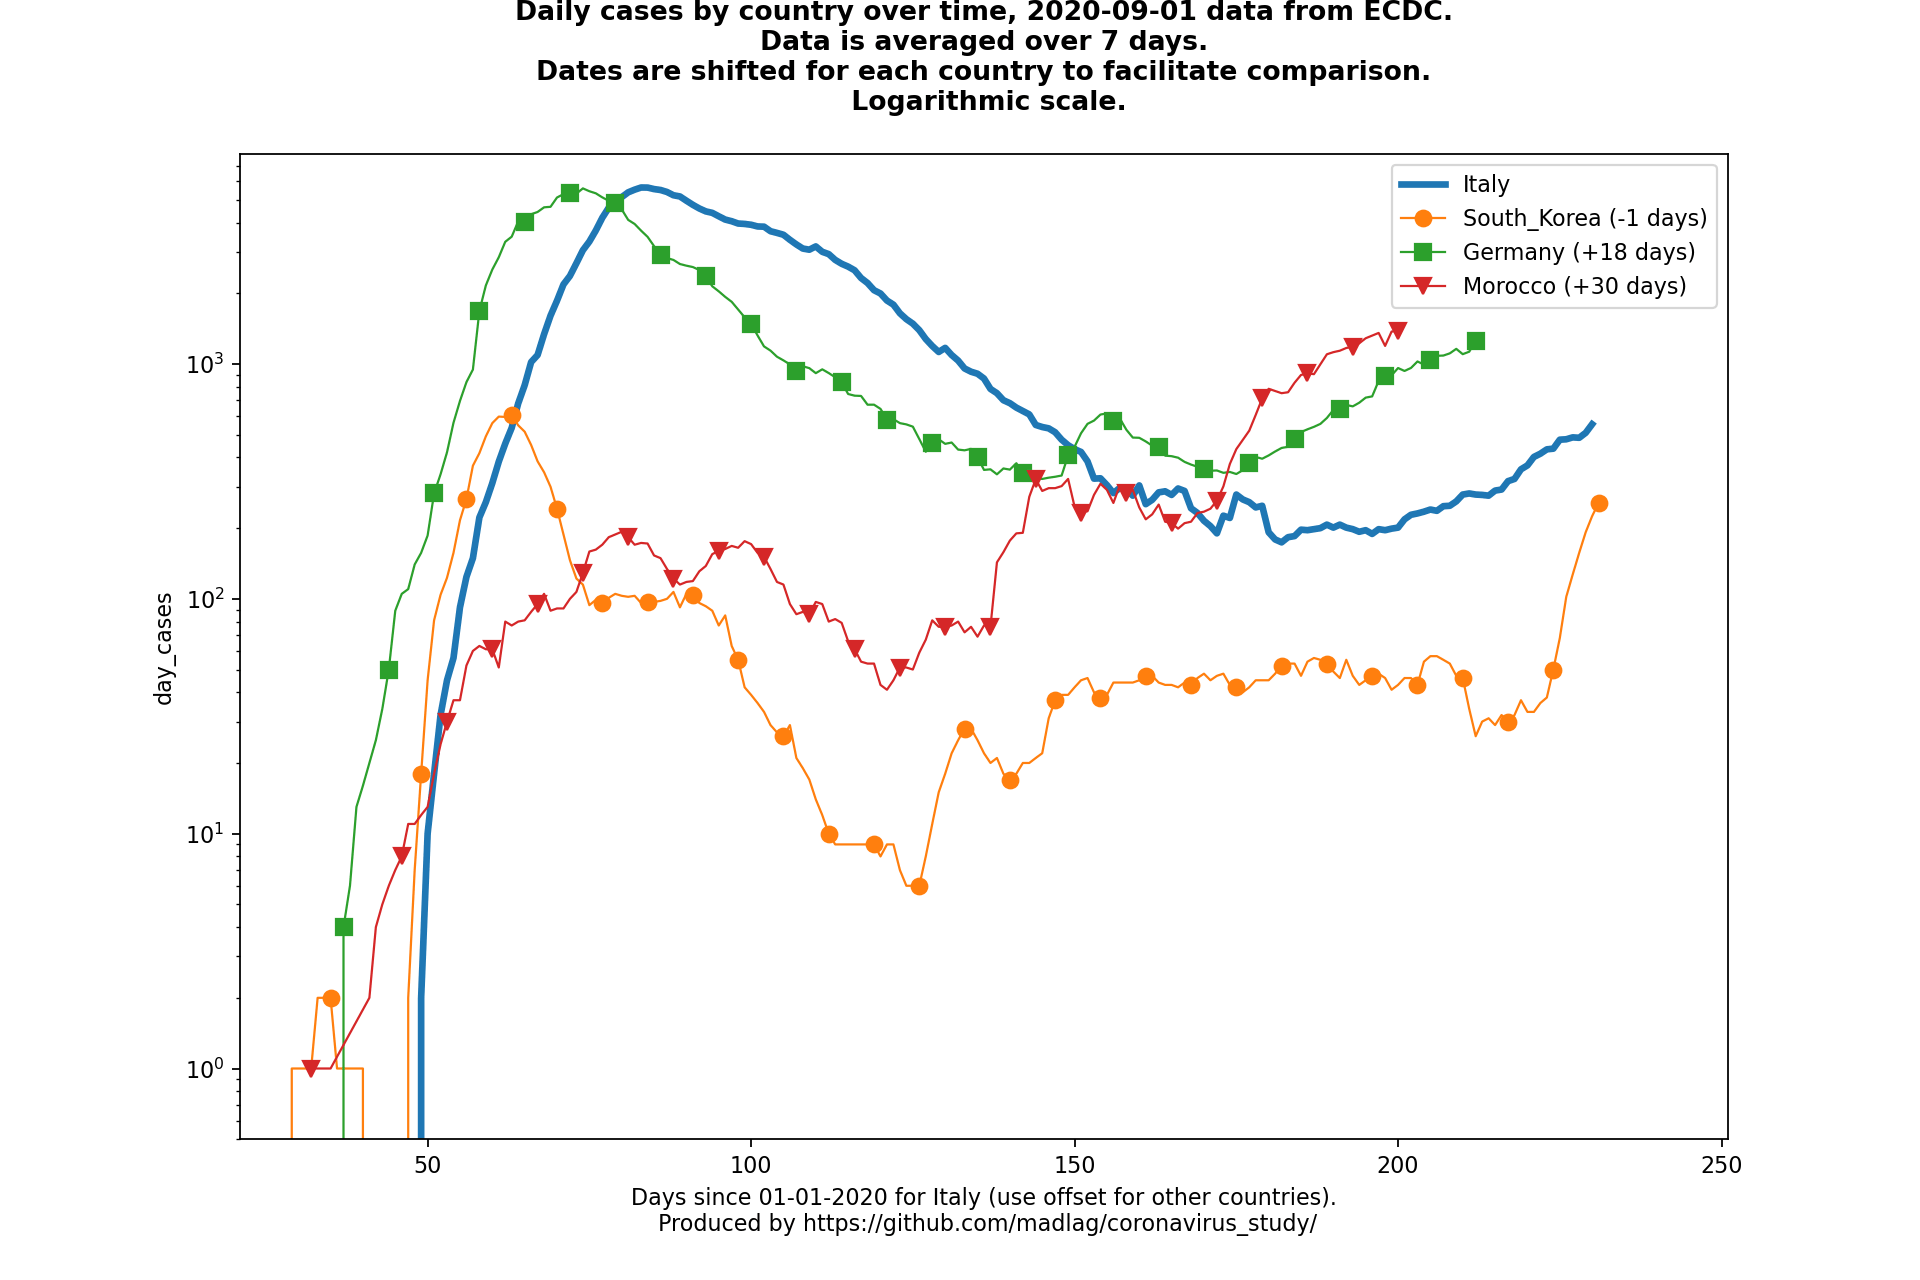 Daily cases by country over time, 2020-09-01 data from ECDC.
Data is averaged over 7 days.
Dates are shifted for each country to facilitate comparison.
Logarithmic scale.
Italy
South_Korea (-1 days)
Germany (+18 days)
Morocco (+30 days)
day_cases
10³
10²
10¹
10⁰
50
100
150
200
250
Days since 01-01-2020 for Italy (use offset for other countries).
Produced by https://github.com/madlag/coronavirus_study/